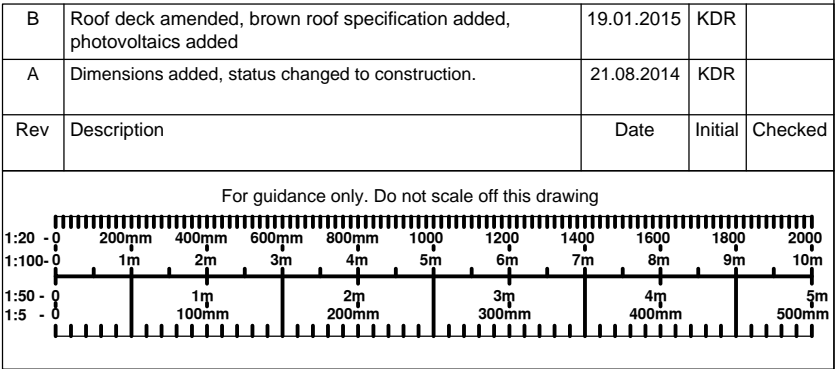 B Roof deck amended, brown roof specification added, 19.01.2015 KDR
photovoltaics added
A Dimensions added, status changed to construction. 21.08.2014 KDR
Rev Description Date Initial Checked
For guidance only. Do not scale off this drawing
1:20 - 0 200mm 400mm 600mm 800mm 1000 1200 1400 1600 1800 2000
1:100- 0 1m 2m 3m 4m 5m 6m 7m 8m 9m 10m
1:50 - 0 1m 2m 3m 4m 5m
1:5 - 0 100mm 200mm 300mm 400mm 500mm